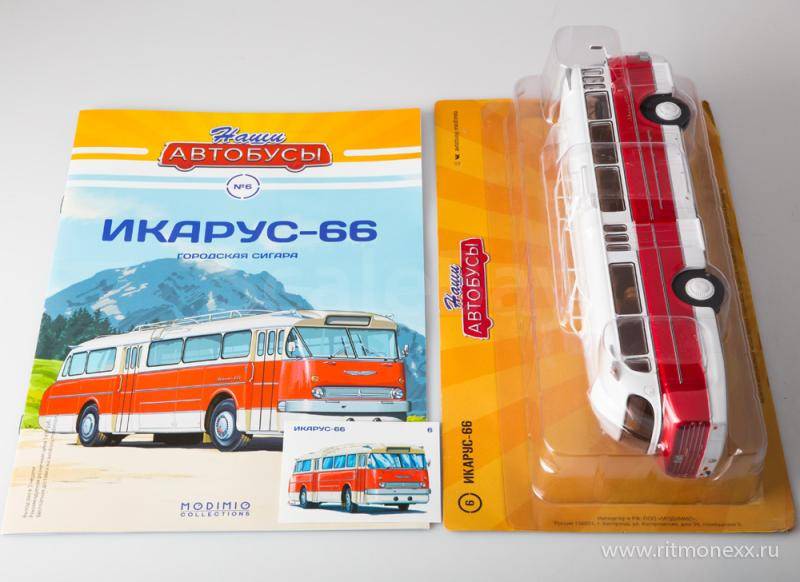 Наши
АВТОБУСЫ
№6
ИКАРУС-66
ГОРОДСКАЯ СИГАРА
MODIMIO
COLLECTIONS
ИКАРУС-66
6
Наши
АВТОБУСЫ
6 ИКАРУС-66
www.ritmonexx.ru